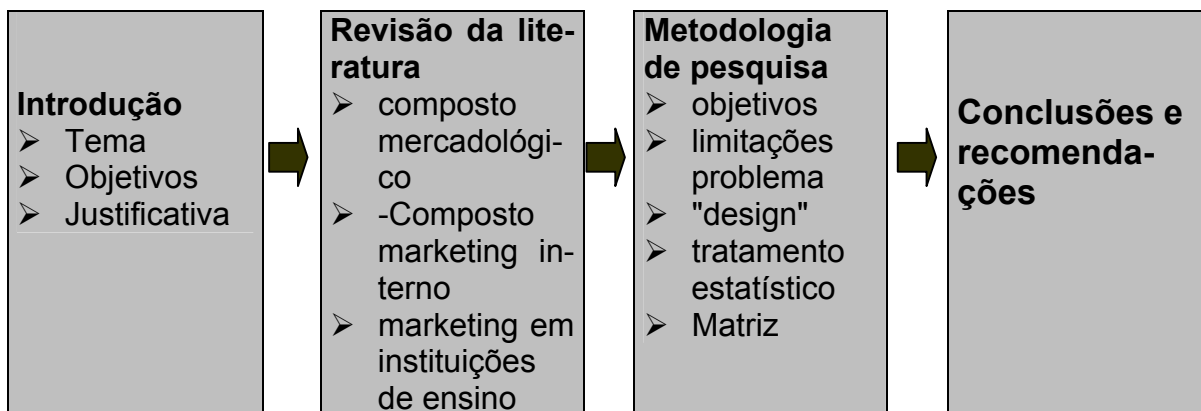 Introdução
➢ Tema
➢ Objetivos
➢ Justificativa
Revisão da lite-
ratura
➢ composto
mercadológi-
co
➢ -Composto
marketing in-
terno
➢ marketing em
instituições
de ensino
Metodologia
de pesquisa
➢ objetivos
➢ limitações
problema
➢ "design"
➢ tratamento
estatístico
➢ Matriz
Conclusões e
recomenda-
ções